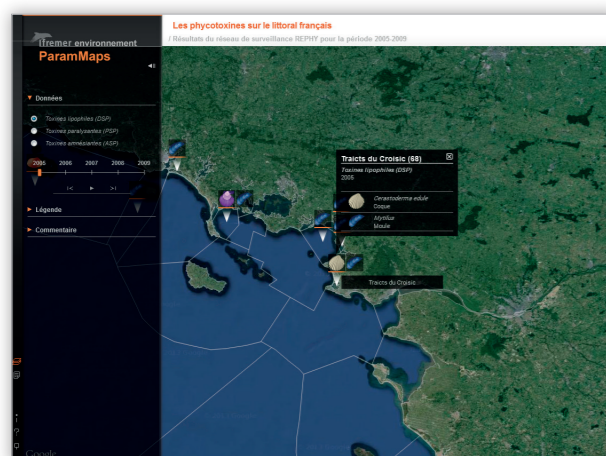 Les phycotoxines sur le littoral français
/ Résultats du réseau de surveillance REPHY pour la période 2005-2009
Ifremer environnement
ParamMaps
Données
Toxines lipophiles (DSP)
Toxines paralysantes (PSP)
Toxines amnésiantes (ASP)
2005 2006 2007 2008 2009
Légende
Commentaire
Traicts du Croisic (68)
Toxines lipophiles (DSP)
2005
Cerastoderma edule
Coque
Mytilus
Moule
Traicts du Croisic
Google